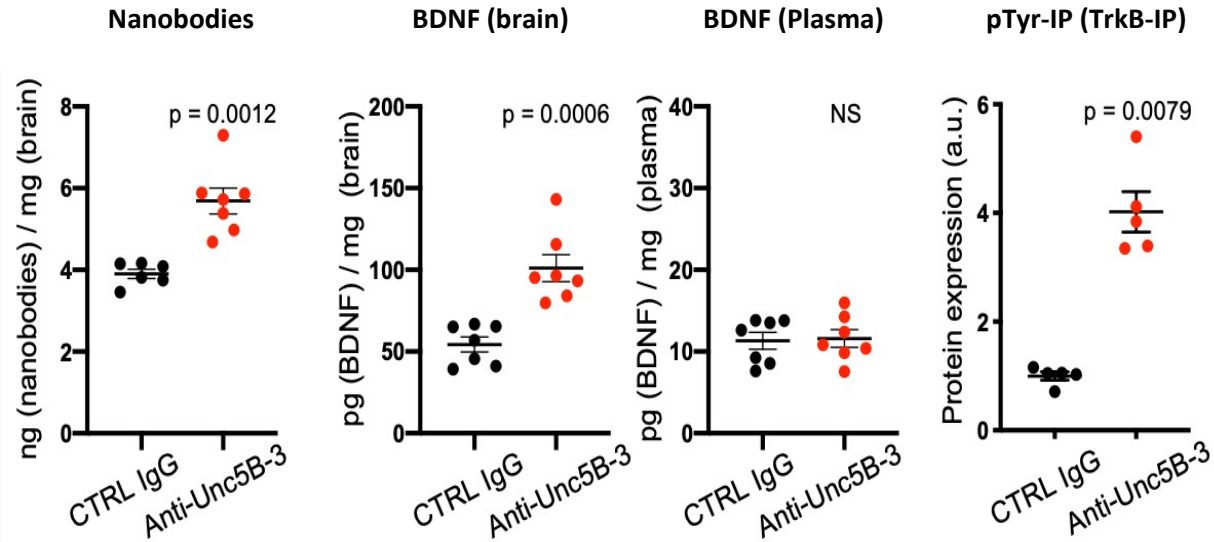 Nanobodies
BDNF (brain)
BDNF (Plasma)
pTyr-IP (TrkB-IP)
ng (nanobodies) / mg (brain)
8
6
4
2
0
p = 0.0012
CTRL IgG
Anti-Unc5B-3
pg (BDNF) / mg (brain)
200
150
100
50
0
p = 0.0006
CTRL IgG
Anti-Unc5B-3
pg (BDNF) / mg (plasma)
40
30
20
10
0
NS
CTRL IgG
Anti-Unc5B-3
Protein expression (a.u.)
6
4
2
0
p = 0.0079
CTRL IgG
Anti-Unc5B-3